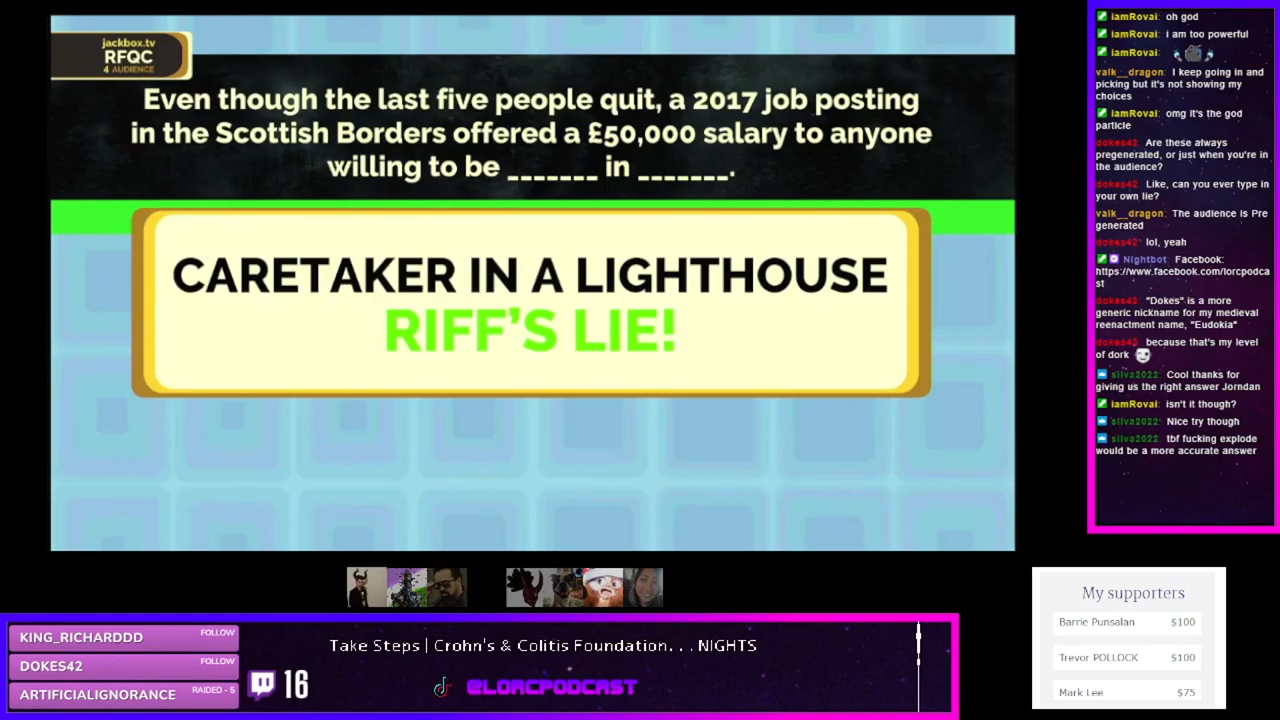 jackbox.tv
RFQC
4 AUDIENCE
Even though the last five people quit, a 2017 job posting
in the Scottish Borders offered a £50,000 salary to anyone
willing to be _______ in _______.
CARETAKER IN A LIGHTHOUSE
RIFF'S LIE!
iamRovai: oh god
iamRovai: i am too powerful
iamRovai:
valk__dragon: I keep going in and
picking but it's not showing my
choices
iamRovai: omg it's the god
particle
dokes42: Are these always
pregenerated, or just when you're in
the audience?
dokes42: Like, can you ever type in
your own lie?
valk__dragon: The audience is Pre
generated
dokes42: lol, yeah
Nightbot: Facebook:
https://www.facebook.com/lorcpodca
st
dokes42: "Dokes" is a more
generic nickname for my medieval
reenactment name, "Eudokia"
dokes42: because that's my level
of dork
silva2022: Cool thanks for
giving us the right answer Jorndan
iamRovai: isn't it though?
silva2022: Nice try though
silva2022: tbf fucking explode
would be a more accurate answer
My supporters
Barrie Punsalan $100
Trevor POLLOCK $100
Mark Lee $75
KING_RICHARDDD FOLLOW
DOKES42 FOLLOW
ARTIFICIALIGNORANCE RAIDED - 5
16
Take Steps | Crohn's & Colitis Foundation. . . NIGHTS
@LORCPODCAST